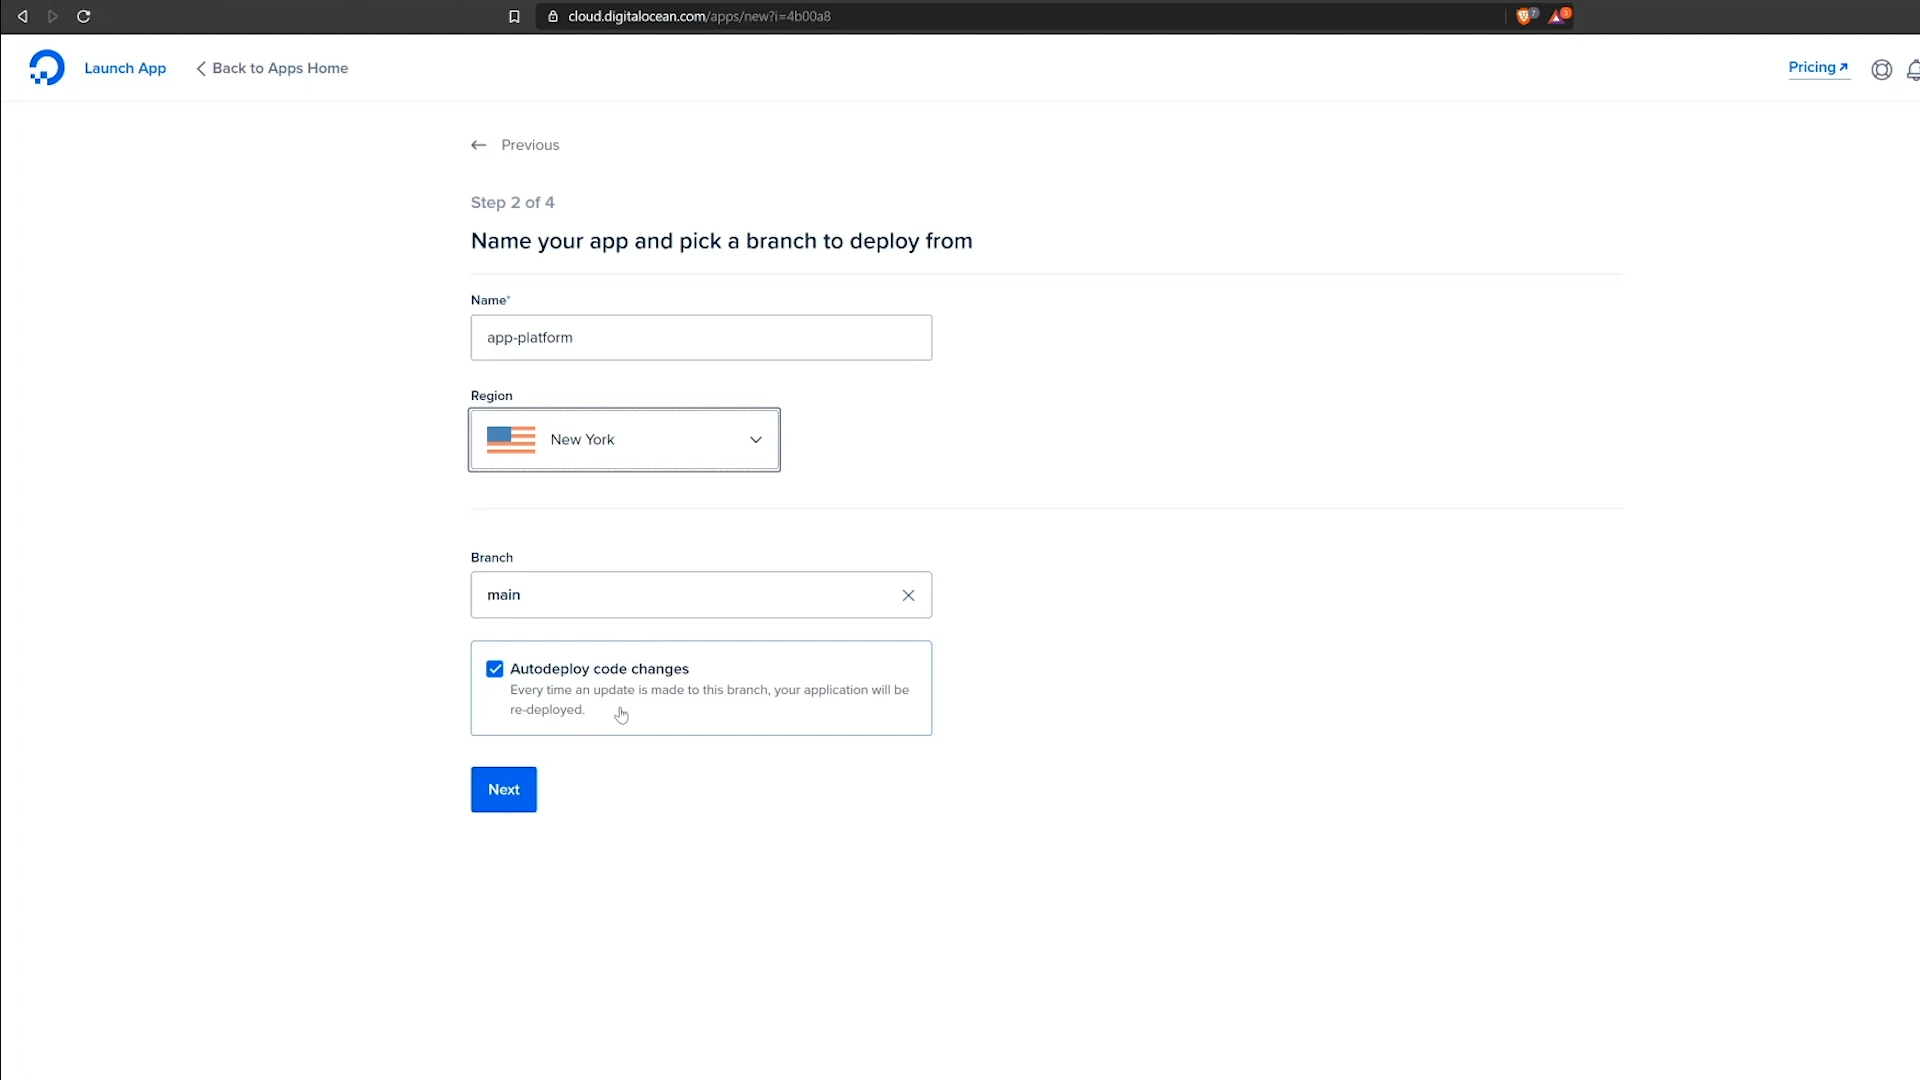 cloud.digitalocean.com/apps/new?i=4b00a8
7
3
Launch App
Back to Apps Home
Pricing
Previous
Step 2 of 4
Name your app and pick a branch to deploy from
Name*
app-platform
Region
New York
Branch
main
Autodeploy code changes
Every time an update is made to this branch, your application will be
re-deployed.
Next